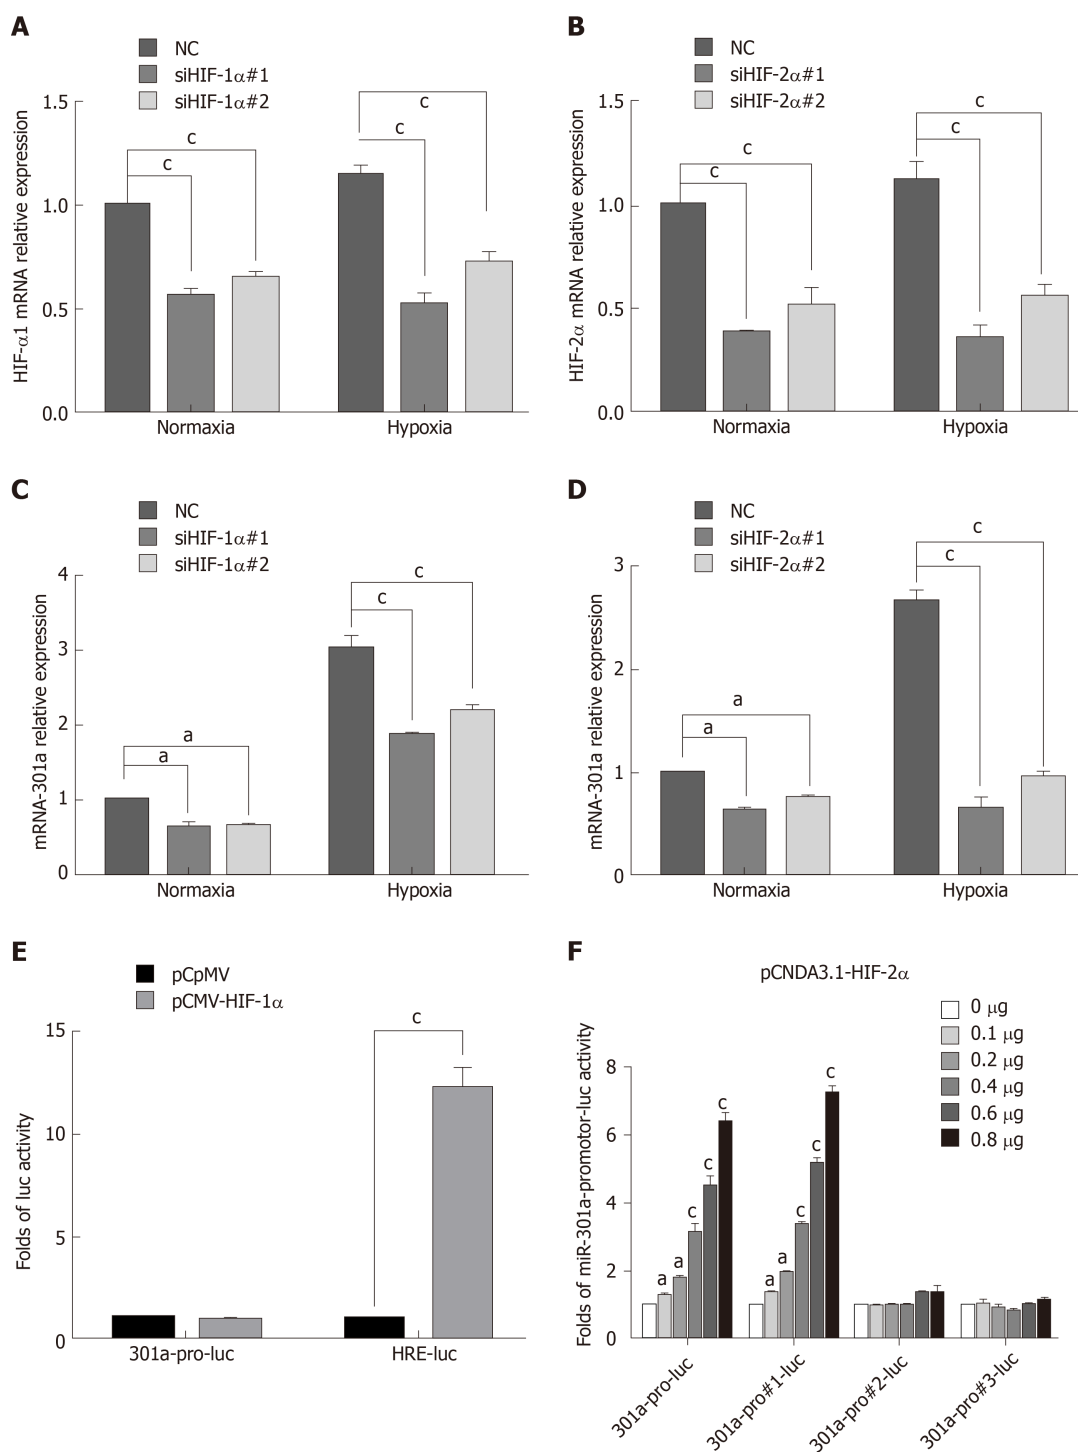 A
NC
siHIF-1α#1
siHIF-1α#2
HIF-α1 mRNA relative expression
1.5
1.0
0.5
0.0
c
c
c
c
Normaxia
Hypoxia
B
NC
siHIF-2α#1
siHIF-2α#2
HIF-2α mRNA relative expression
1.5
1.0
0.5
0.0
c
c
c
c
Normaxia
Hypoxia
C
NC
siHIF-1α#1
siHIF-1α#2
mRNA-301a relative expression
4
3
2
1
0
a
a
c
c
Normaxia
Hypoxia
D
NC
siHIF-2α#1
siHIF-2α#2
mRNA-301a relative expression
3
2
1
0
a
a
c
c
Normaxia
Hypoxia
E
pCpMV
pCMV-HIF-1α
Folds of luc activity
15
10
5
0
c
301a-pro-luc
HRE-luc
F
pCNDA3.1-HIF-2α
0 μg
0.1 μg
0.2 μg
0.4 μg
0.6 μg
0.8 μg
Folds of miR-301a-promotor-luc activity
8
6
4
2
0
a
a
c
c
c
a
a
c
c
c
301a-pro-luc
301a-pro#1-luc
301a-pro#2-luc
301a-pro#3-luc